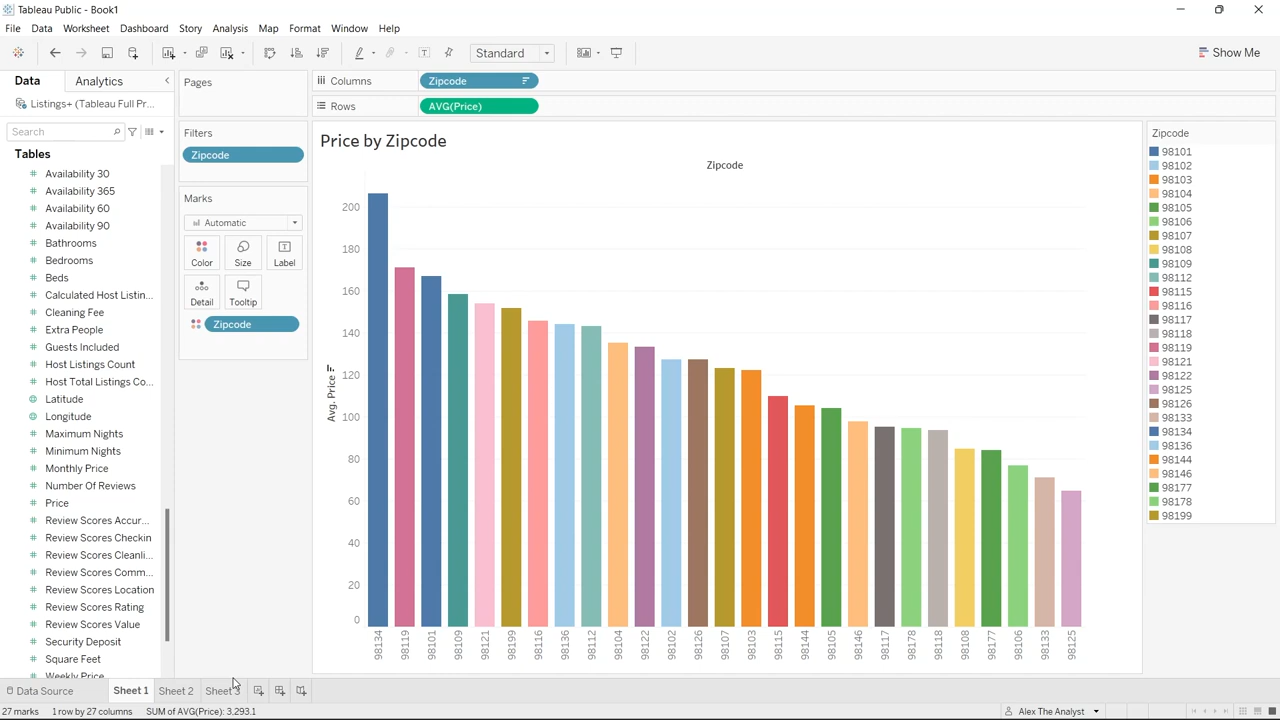 Tableau Public - Book1
File Data Worksheet Dashboard Story Analysis Map Format Window Help
Standard
Show Me
Data Analytics
Listings+ (Tableau Full Pr...
Search
Tables
Availability 30
Availability 365
Availability 60
Availability 90
Bathrooms
Bedrooms
Beds
Calculated Host Listin...
Cleaning Fee
Extra People
Guests Included
Host Listings Count
Host Total Listings Co...
Latitude
Longitude
Maximum Nights
Minimum Nights
Monthly Price
Number Of Reviews
Price
Review Scores Accur...
Review Scores Checkin
Review Scores Cleanli...
Review Scores Comm...
Review Scores Location
Review Scores Rating
Review Scores Value
Security Deposit
Square Feet
Weekly Price
Pages
Filters
Zipcode
Marks
Automatic
Color Size Label
Detail Tooltip
Zipcode
Columns Zipcode
Rows AVG(Price)
Price by Zipcode
Zipcode
Avg. Price
200
180
160
140
120
100
80
60
40
20
0
98134 98119 98101 98109 98121 98199 98116 98136 98112 98104 98122 98102 98126 98107 98103 98115 98144 98105 98146 98117 98178 98118 98108 98177 98106 98133 98125
Zipcode
98101
98102
98103
98104
98105
98106
98107
98108
98109
98112
98115
98116
98117
98118
98119
98121
98122
98125
98126
98133
98134
98136
98144
98146
98177
98178
98199
Data Source Sheet 1 Sheet 2 Sheet 3
27 marks 1 row by 27 columns SUM of AVG(Price): 3,293.1
Alex The Analyst